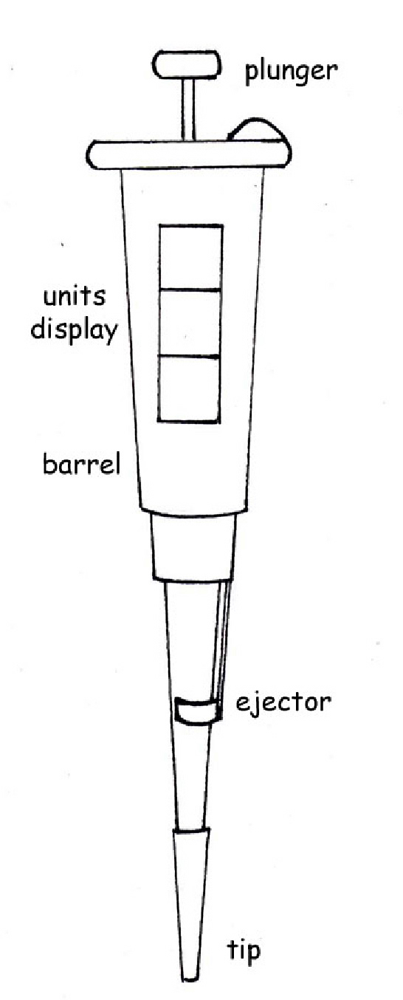 plunger
units
display
barrel
ejector
tip